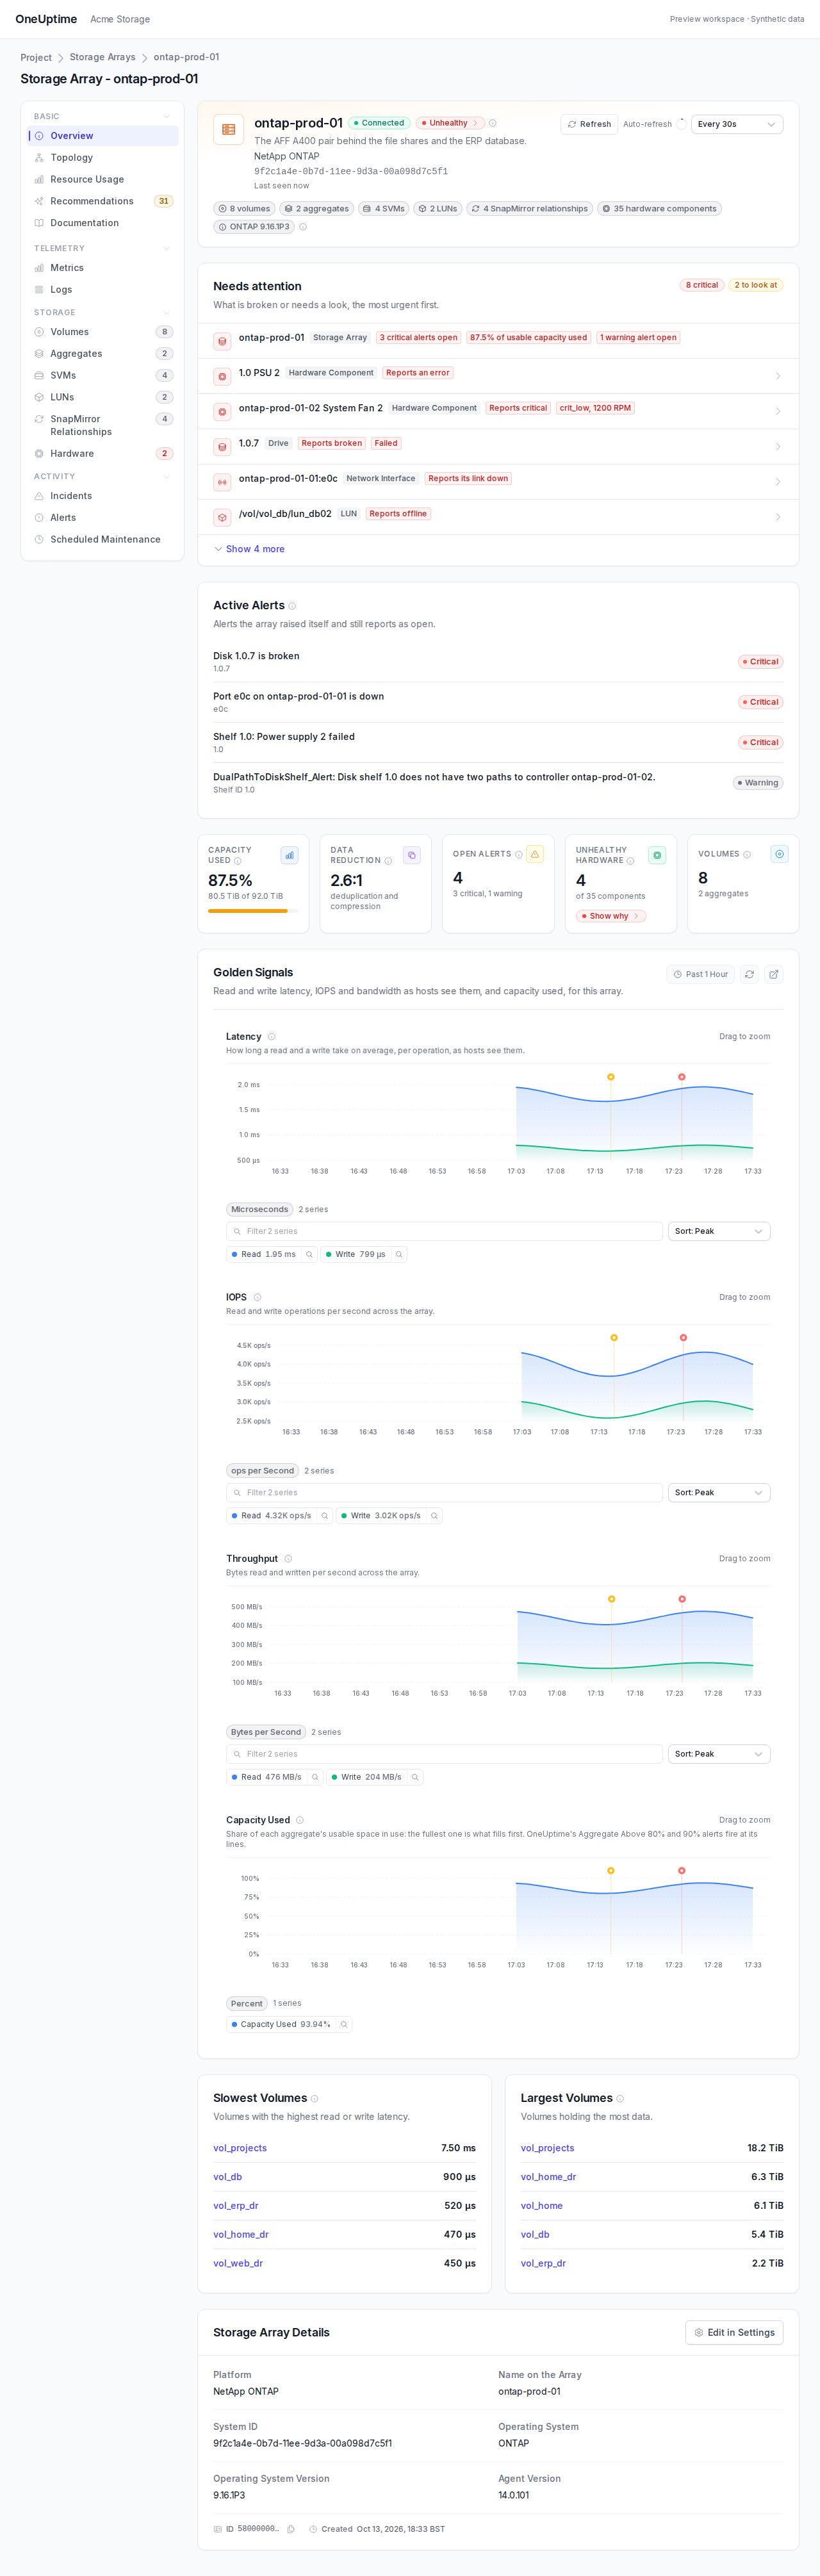 OneUptime Acme Storage Preview workspace · Synthetic data
Project Storage Arrays ontap-prod-01
Storage Array - ontap-prod-01
BASIC
Overview
Topology
Resource Usage
Recommendations 31
Documentation
TELEMETRY
Metrics
Logs
STORAGE
Volumes 8
Aggregates 2
SVMs 4
LUNs 2
SnapMirror 4
Relationships
Hardware 2
ACTIVITY
Incidents
Alerts
Scheduled Maintenance
ontap-prod-01 Connected Unhealthy Refresh Auto-refresh Every 30s
The AFF A400 pair behind the file shares and the ERP database.
NetApp ONTAP
9f2c1a4e-0b7d-11ee-9d3a-00a098d7c5f1
Last seen now
8 volumes 2 aggregates 4 SVMs 2 LUNs 4 SnapMirror relationships 35 hardware components
ONTAP 9.16.1P3
Needs attention 8 critical 2 to look at
What is broken or needs a look, the most urgent first.
ontap-prod-01 Storage Array 3 critical alerts open 87.5% of usable capacity used 1 warning alert open
1.0 PSU 2 Hardware Component Reports an error
ontap-prod-01-02 System Fan 2 Hardware Component Reports critical crit_low, 1200 RPM
1.0.7 Drive Reports broken Failed
ontap-prod-01-01:e0c Network Interface Reports its link down
/vol/vol_db/lun_db02 LUN Reports offline
Show 4 more
Active Alerts
Alerts the array raised itself and still reports as open.
Disk 1.0.7 is broken Critical
1.0.7
Port e0c on ontap-prod-01-01 is down Critical
e0c
Shelf 1.0: Power supply 2 failed Critical
1.0
DualPathToDiskShelf_Alert: Disk shelf 1.0 does not have two paths to controller ontap-prod-01-02. Warning
Shelf ID 1.0
CAPACITY USED
87.5%
80.5 TiB of 92.0 TiB
DATA REDUCTION
2.6:1
deduplication and
compression
OPEN ALERTS
4
3 critical, 1 warning
UNHEALTHY HARDWARE
4
of 35 components
Show why
VOLUMES
8
2 aggregates
Golden Signals Past 1 Hour
Read and write latency, IOPS and bandwidth as hosts see them, and capacity used, for this array.
Latency Drag to zoom
How long a read and a write take on average, per operation, as hosts see them.
2.0 ms
1.5 ms
1.0 ms
500 µs
16:33 16:38 16:43 16:48 16:53 16:58 17:03 17:08 17:13 17:18 17:23 17:28 17:33
Microseconds 2 series
Filter 2 series Sort: Peak
Read 1.95 ms Write 799 µs
IOPS Drag to zoom
Read and write operations per second across the array.
4.5K ops/s
4.0K ops/s
3.5K ops/s
3.0K ops/s
2.5K ops/s
16:33 16:38 16:43 16:48 16:53 16:58 17:03 17:08 17:13 17:18 17:23 17:28 17:33
ops per Second 2 series
Filter 2 series Sort: Peak
Read 4.32K ops/s Write 3.02K ops/s
Throughput Drag to zoom
Bytes read and written per second across the array.
500 MB/s
400 MB/s
300 MB/s
200 MB/s
100 MB/s
16:33 16:38 16:43 16:48 16:53 16:58 17:03 17:08 17:13 17:18 17:23 17:28 17:33
Bytes per Second 2 series
Filter 2 series Sort: Peak
Read 476 MB/s Write 204 MB/s
Capacity Used Drag to zoom
Share of each aggregate's usable space in use: the fullest one is what fills first. OneUptime's Aggregate Above 80% and 90% alerts fire at its
lines.
100%
75%
50%
25%
0%
16:33 16:38 16:43 16:48 16:53 16:58 17:03 17:08 17:13 17:18 17:23 17:28 17:33
Percent 1 series
Capacity Used 93.94%
Slowest Volumes
Volumes with the highest read or write latency.
vol_projects 7.50 ms
vol_db 900 µs
vol_erp_dr 520 µs
vol_home_dr 470 µs
vol_web_dr 450 µs
Largest Volumes
Volumes holding the most data.
vol_projects 18.2 TiB
vol_home_dr 6.3 TiB
vol_home 6.1 TiB
vol_db 5.4 TiB
vol_erp_dr 2.2 TiB
Storage Array Details Edit in Settings
Platform Name on the Array
NetApp ONTAP ontap-prod-01
System ID Operating System
9f2c1a4e-0b7d-11ee-9d3a-00a098d7c5f1 ONTAP
Operating System Version Agent Version
9.16.1P3 14.0.101
ID 58000000… Created Oct 13, 2026, 18:33 BST